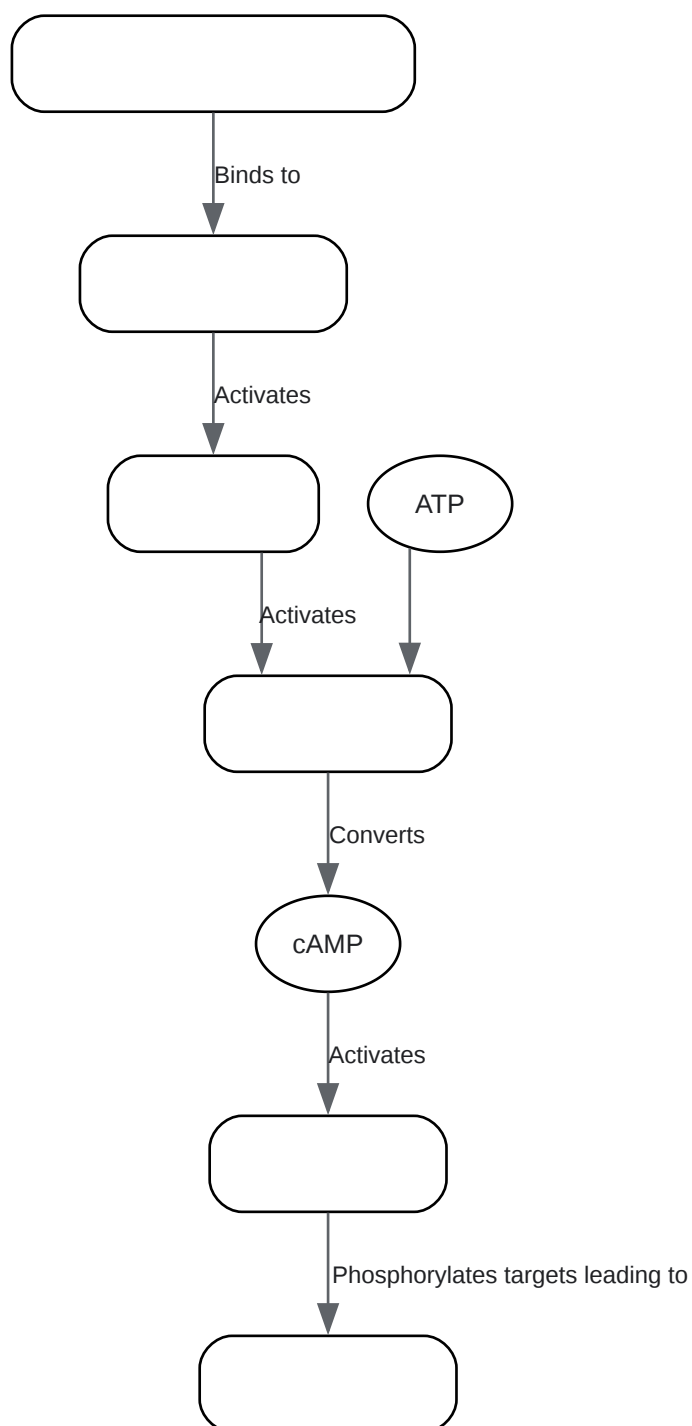 Binds to
Activates
ATP
Activates
Converts
cAMP
Activates
Phosphorylates targets leading to